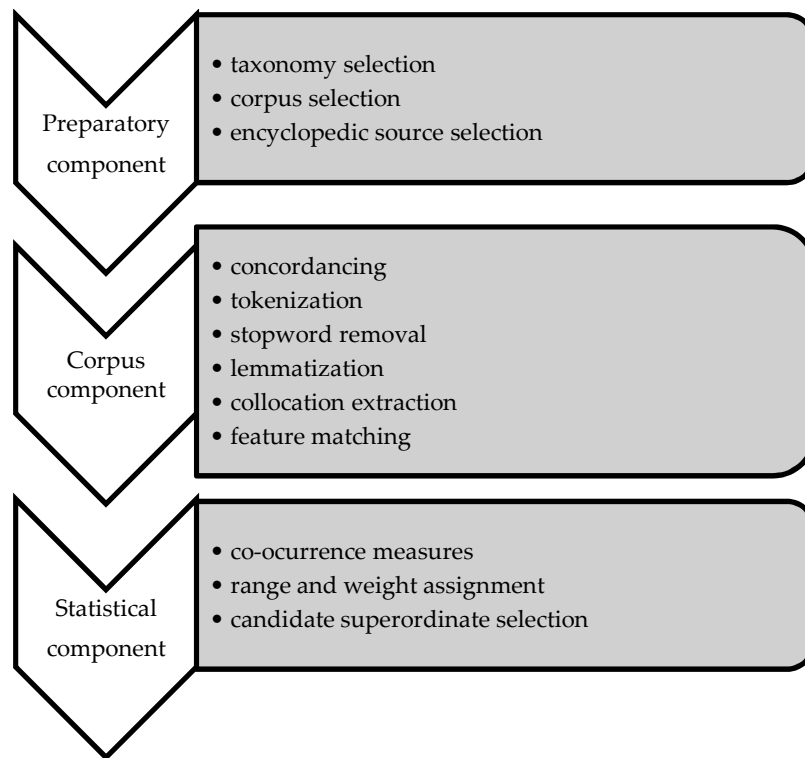 Preparatory
component
• taxonomy selection
• corpus selection
• encyclopedic source selection
Corpus
component
• concordancing
• tokenization
• stopword removal
• lemmatization
• collocation extraction
• feature matching
Statistical
component
• co-ocurrence measures
• range and weight assignment
• candidate superordinate selection